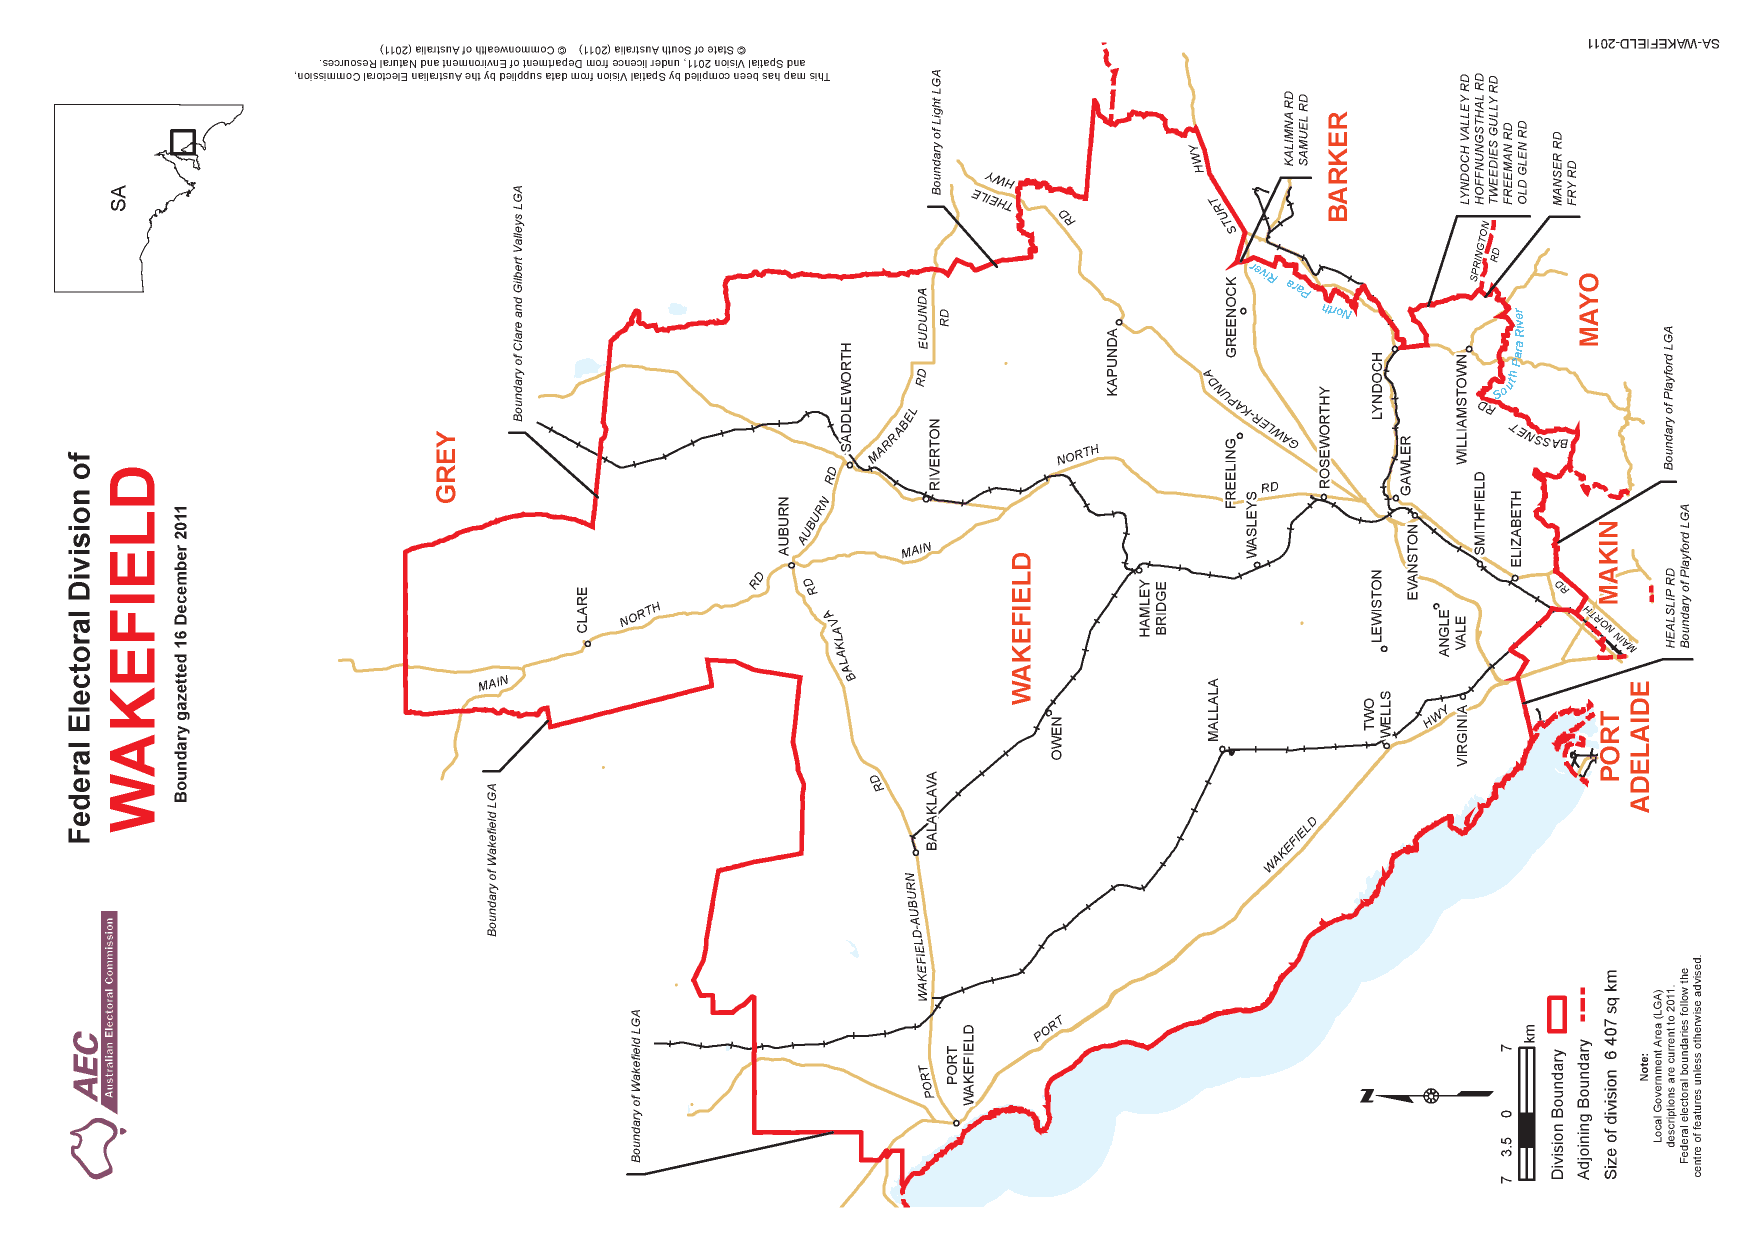 AEC
Australian Electoral Commission
Federal Electoral Division of
WAKEFIELD
Boundary gazetted 16 December 2011
SA
This map has been compiled by Spatial Vision from data supplied by the Australian Electoral Commission,
and Spatial Vision 2011, under licence from Department of Environment and Natural Resources.
© State of South Australia (2011)   © Commonwealth of Australia (2011)
SA-WAKEFIELD-2011
GREY
BARKER
MAYO
MAKIN
PORT
ADELAIDE
WAKEFIELD
Boundary of Wakefield LGA
Boundary of Wakefield LGA
Boundary of Clare and Gilbert Valleys LGA
Boundary of Light LGA
KALIMNA RD
SAMUEL RD
LYNDOCH VALLEY RD
HOFFNUNGSTHAL RD
TWEEDIES GULLY RD
FREEMAN RD
OLD GLEN RD
MANSER RD
FRY RD
Boundary of Playford LGA
HEALSLIP RD
Boundary of Playford LGA
CLARE
AUBURN
SADDLEWORTH
RIVERTON
KAPUNDA
GREENOCK
FREELING
WASLEYS
ROSEWORTHY
LYNDOCH
GAWLER
WILLIAMSTOWN
SMITHFIELD
ELIZABETH
EVANSTON
LEWISTON
ANGLE
VALE
HAMLEY
BRIDGE
OWEN
MALLALA
TWO
WELLS
VIRGINIA
BALAKLAVA
PORT
WAKEFIELD
MAIN
NORTH
RD
AUBURN
RD
BALAKLAVA
RD
RD
MAIN
NORTH
RD
MARRABEL
RD
EUDUNDA
RD
THIELE
HWY
RD
GAWLER-KAPUNDA
STURT
HWY
SPRINGTON
RD
BASSNET
RD
MAIN NORTH
RD
PORT
WAKEFIELD-AUBURN
PORT
WAKEFIELD
HWY
North
Para
River
South Para River
N
7
3.5
0
7
km
Division Boundary
Adjoining Boundary
Size of division  6 407 sq km
Note:
Local Government Area (LGA)
descriptions are current to 2011.
Federal electoral boundaries follow the
centre of features unless otherwise advised.